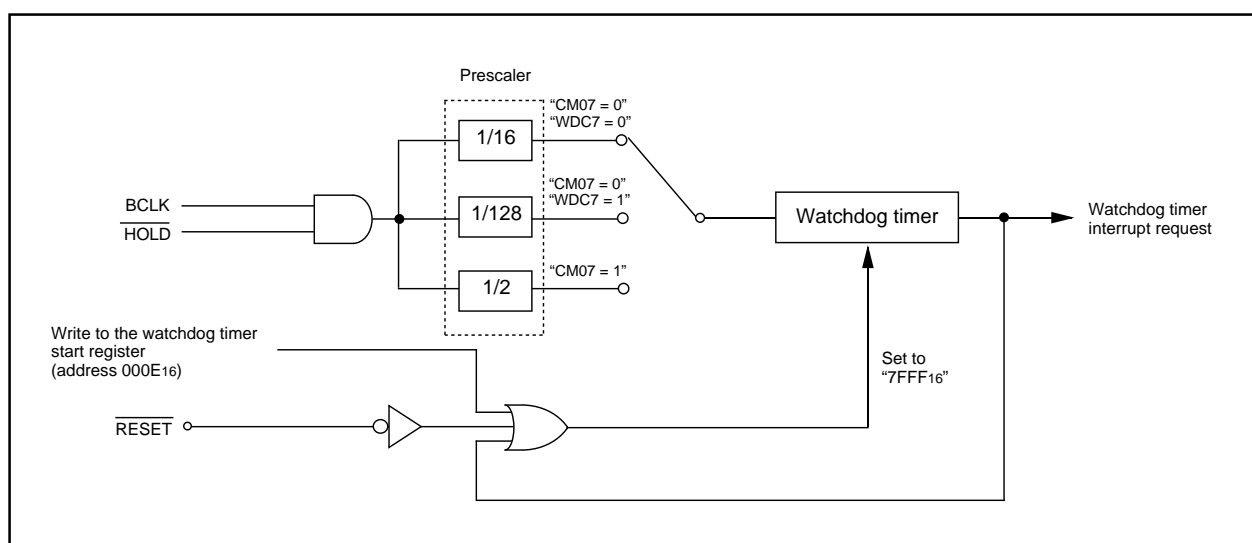 Prescaler
“CM07 = 0”
“WDC7 = 0”
1/16
“CM07 = 0”
“WDC7 = 1”
1/128
“CM07 = 1”
1/2
BCLK
HOLD
Watchdog timer
Watchdog timer
interrupt request
Write to the watchdog timer
start register
(address 000E16)
Set to
“7FFF16”
RESET